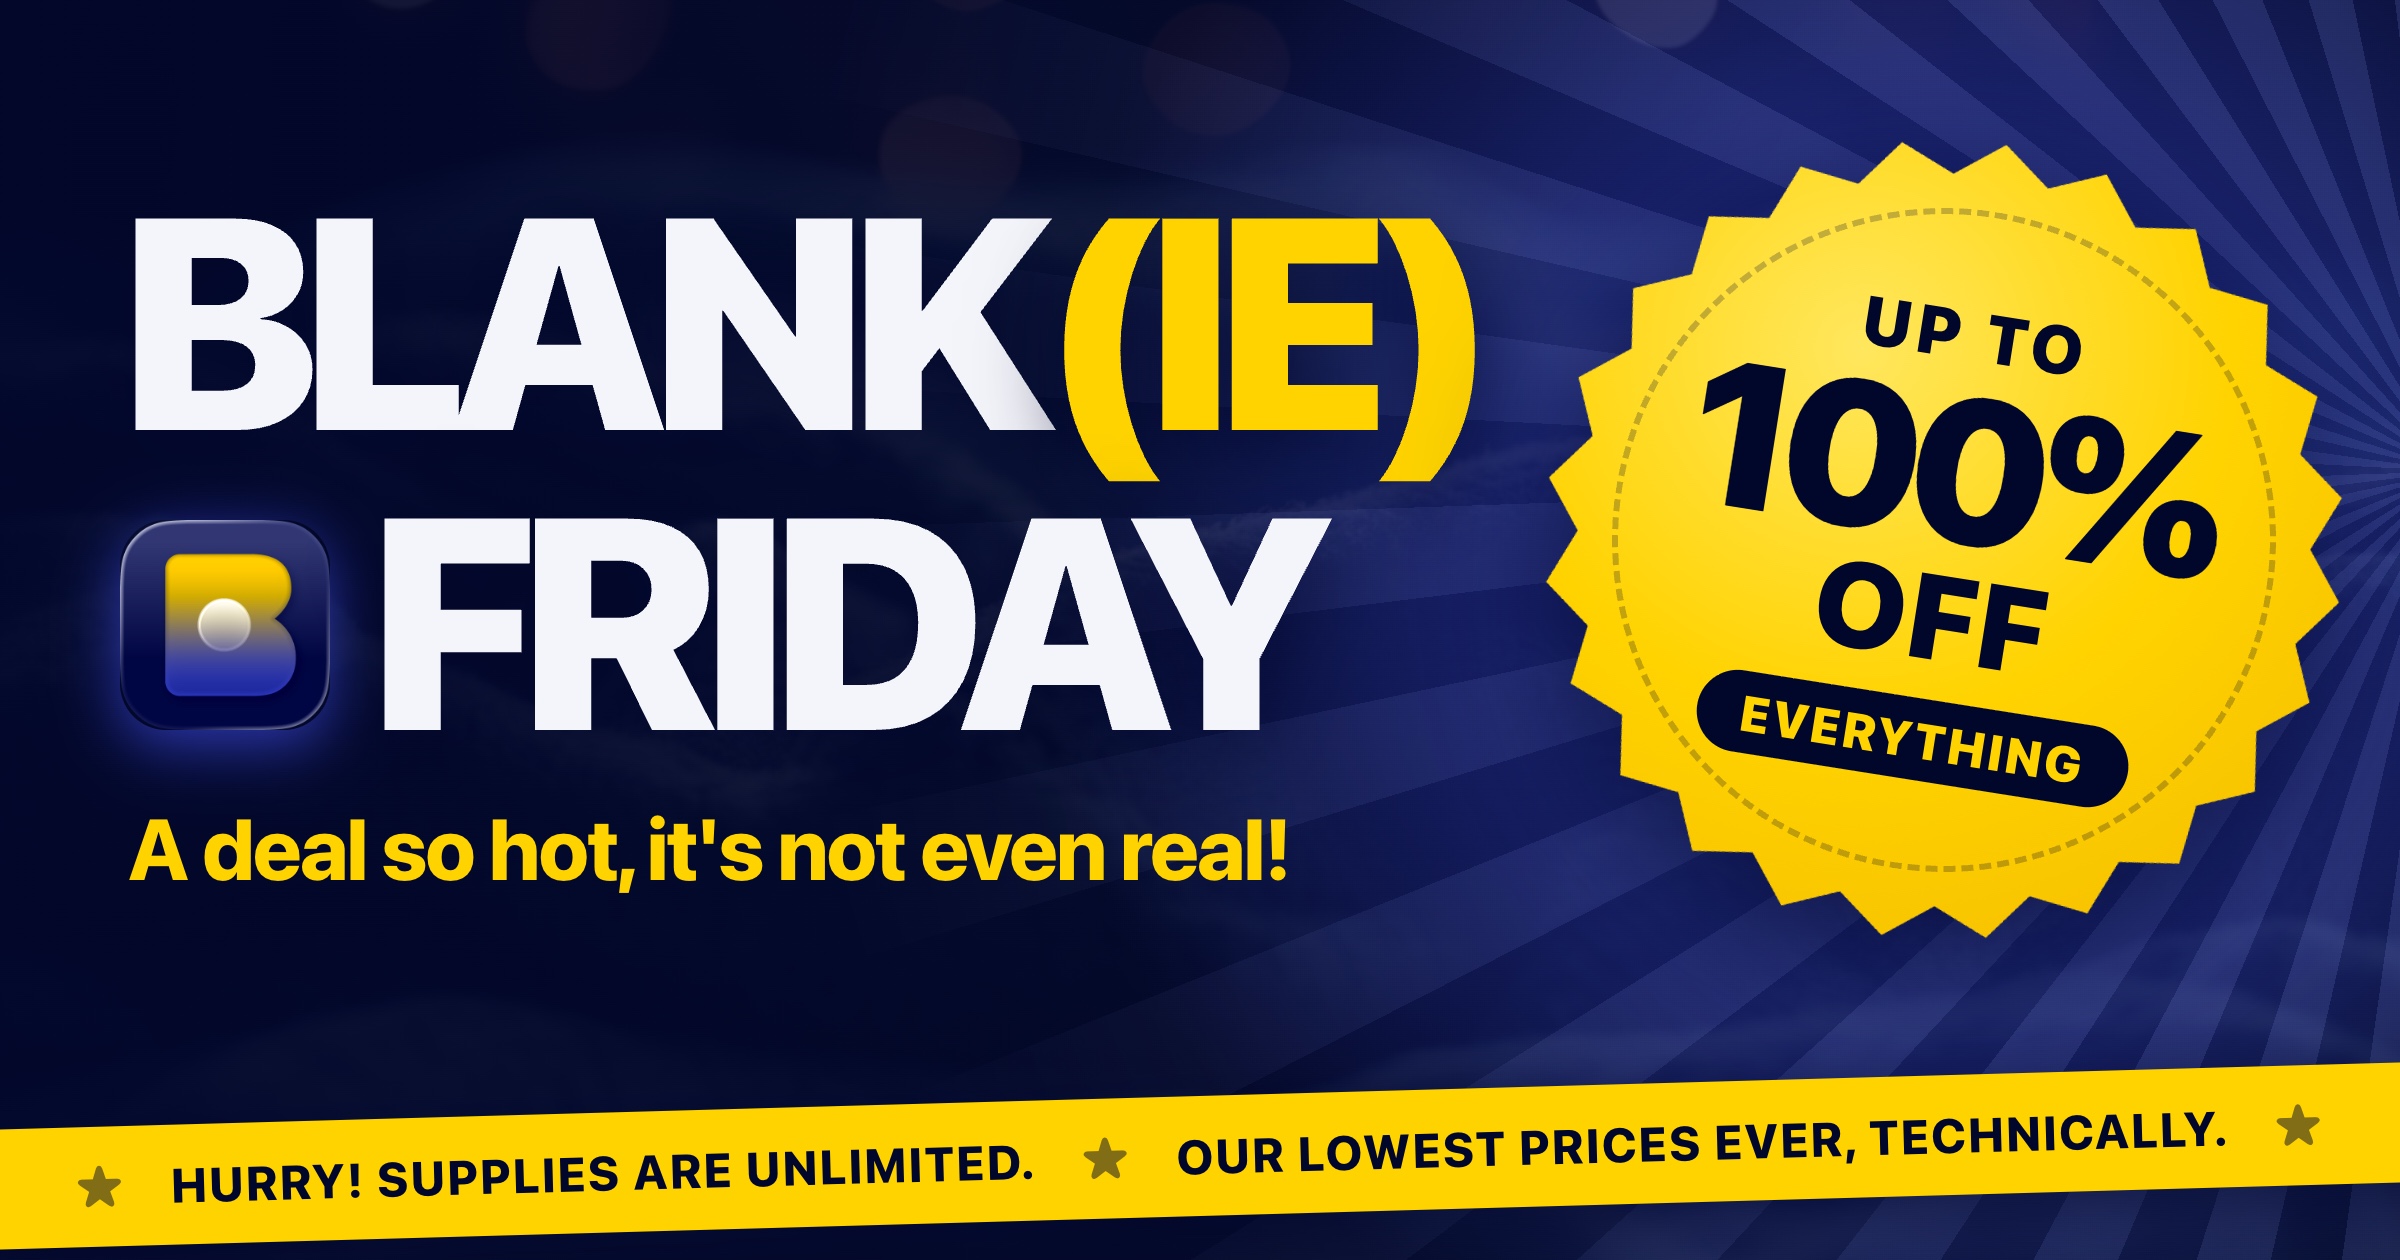 BLANK(IE)
B FRIDAY
A deal so hot, it's not even real!
UP TO
100%
OFF
EVERYTHING
HURRY! SUPPLIES ARE UNLIMITED. ★ OUR LOWEST PRICES EVER, TECHNICALLY.